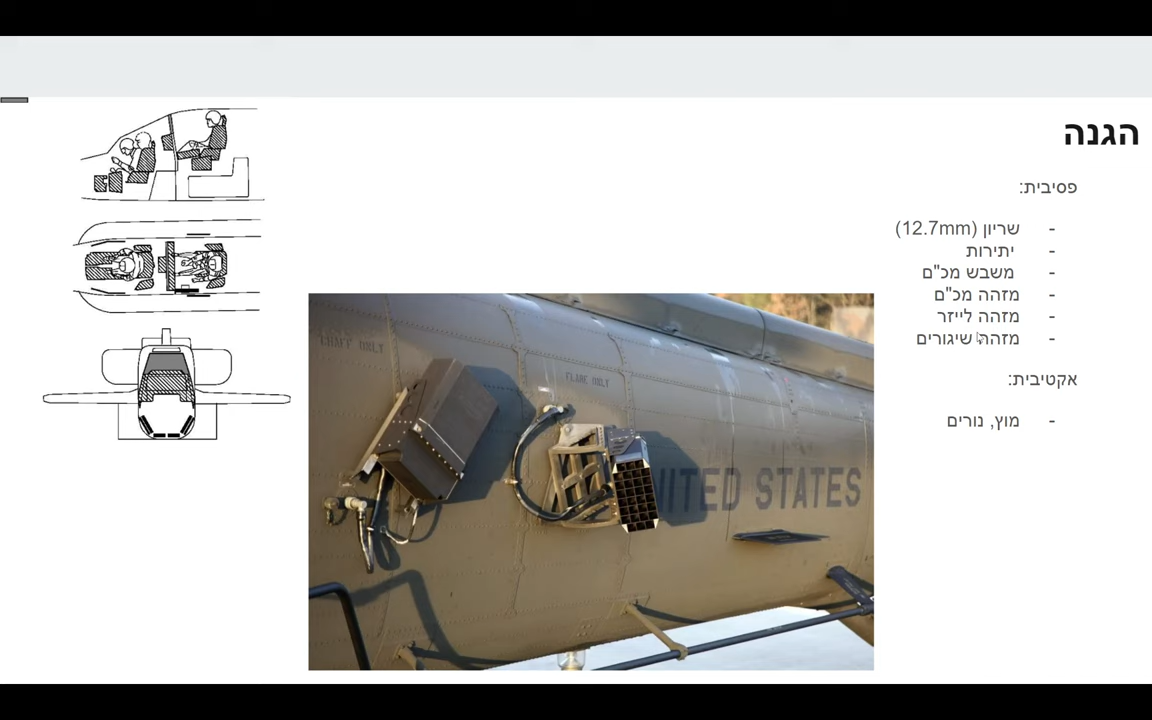 הגנה
פסיבית:
- שריון (12.7mm)
- יתירות
- משבש מכ"ם
- מזהה מכ"ם
- מזהה לייזר
- מזהה שיגורים
אקטיבית:
- מוץ, נורים
CHAFF ONLY
FLARE ONLY
UNITED STATES